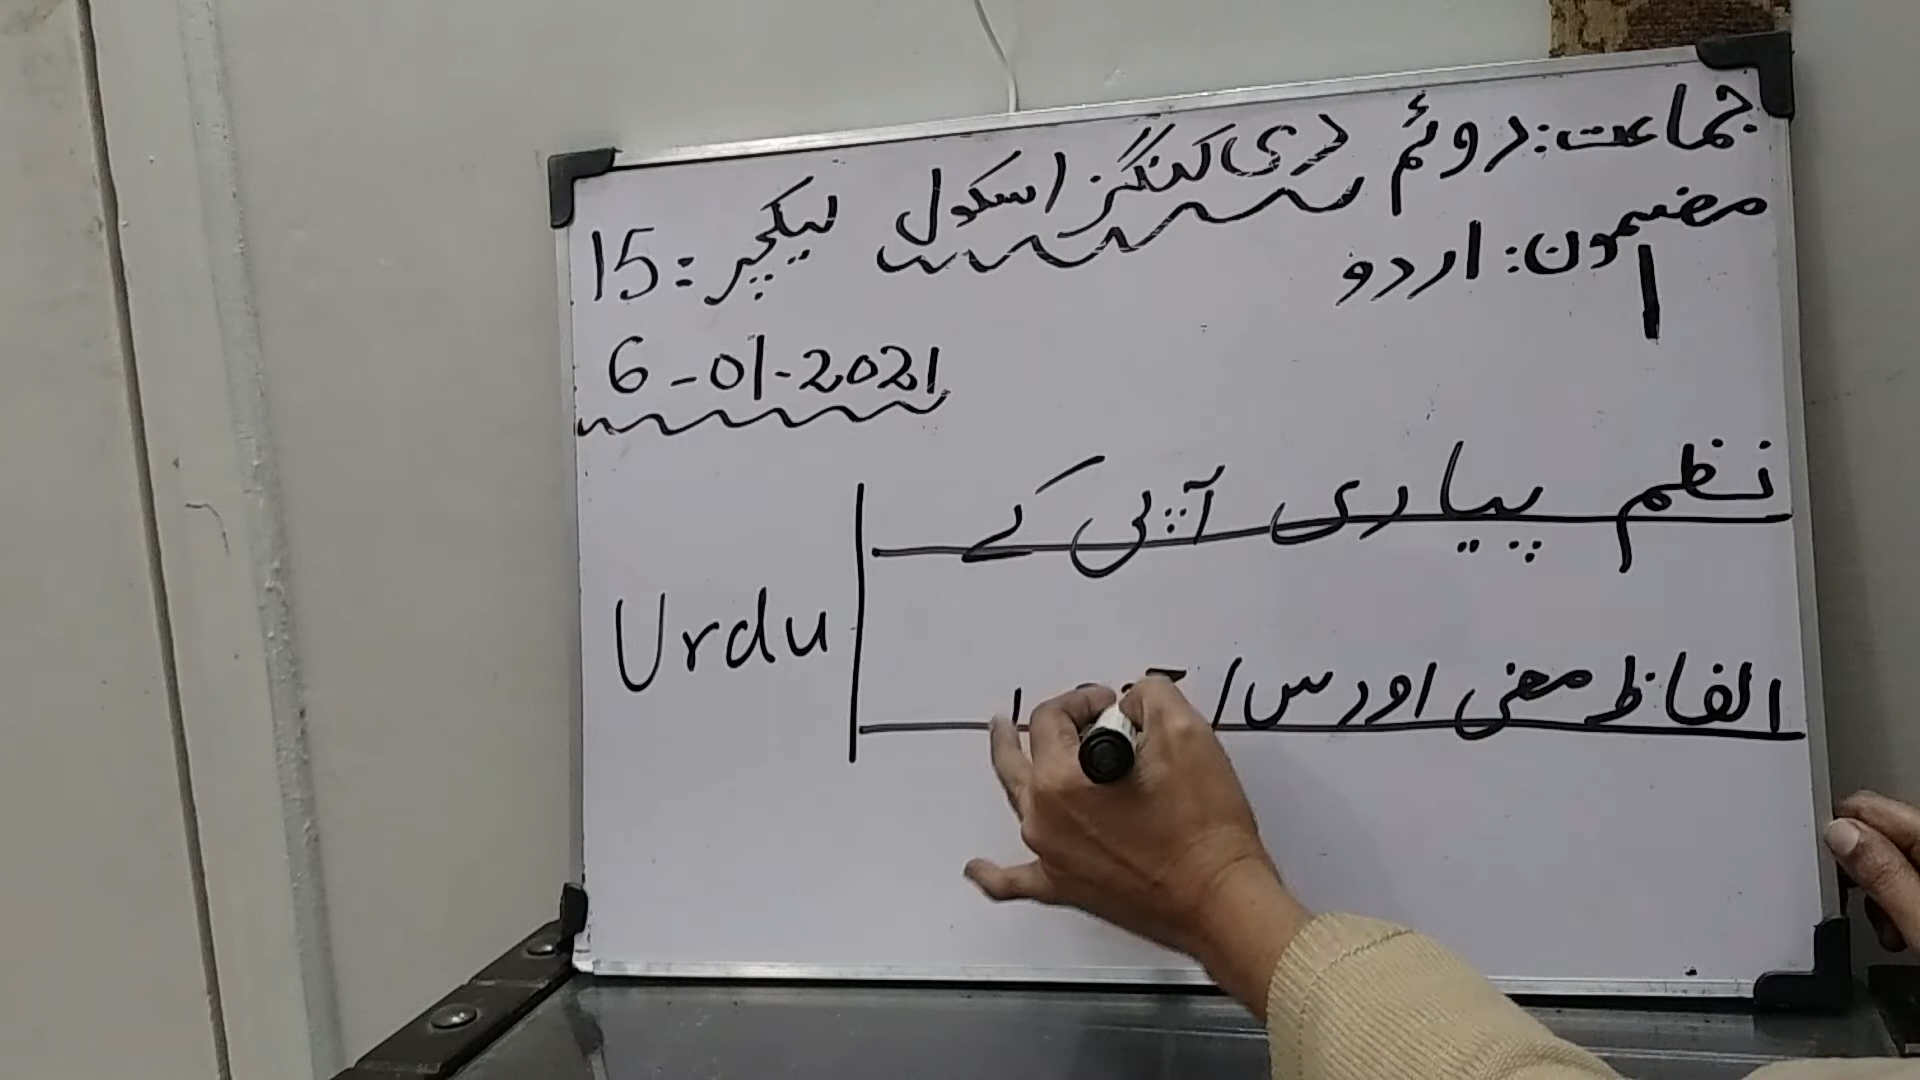 جماعت: دوئم دی کنگز اسکول لیکچر: 15
مضمون: اردو
6-01-2021
نظم پیاری آپی کے
Urdu
الفاظ معنی اور س/